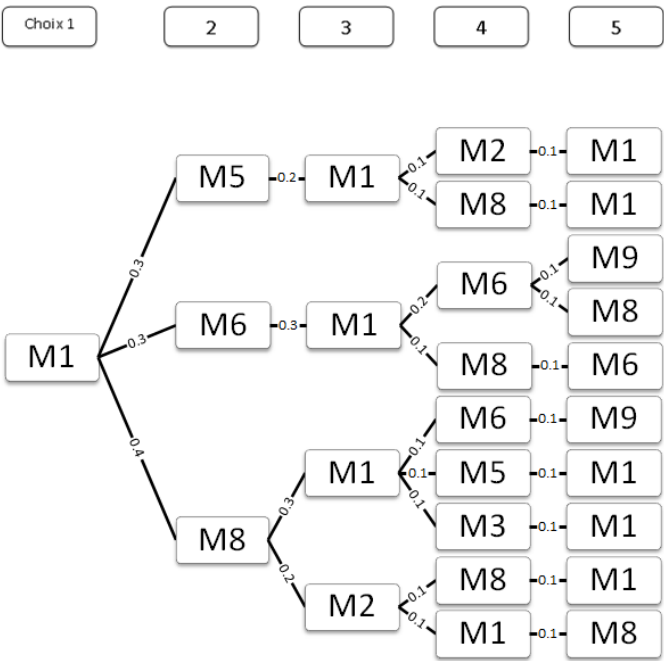 Choix 1 2 3 4 5
M2 0.1 M1
M5 0.2 M1 0.1
0.1 M8 0.1 M1
0.3 M9
M6 0.1
0.1 M8
M6 0.3 M1 0.2
0.3
M1 0.1 M8 0.1 M6
M6 0.1 M9
0.4 0.1
M1 0.1 M5 0.1 M1
0.3 0.1 M3 0.1 M1
M8
0.2 M8 0.1 M1
M2 0.1
0.1 M1 0.1 M8